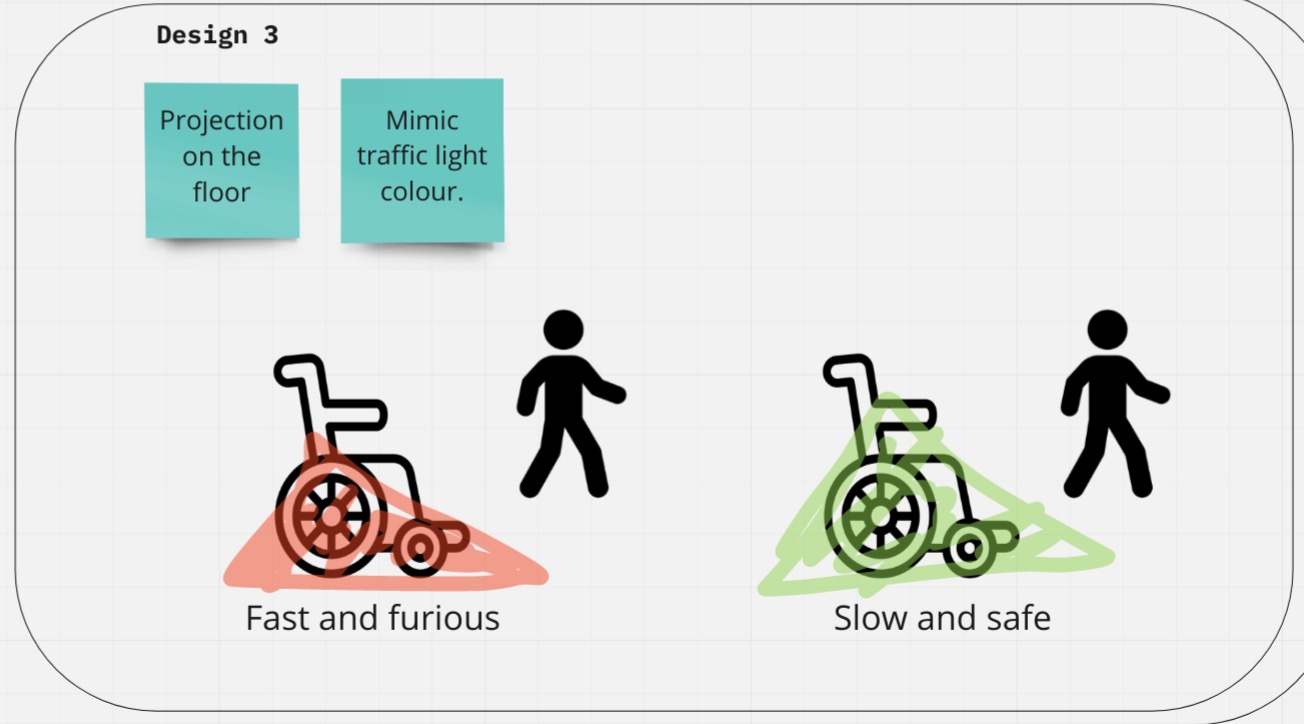 Design 3
Projection
on the
floor
Mimic
traffic light
colour.
Fast and furious
Slow and safe